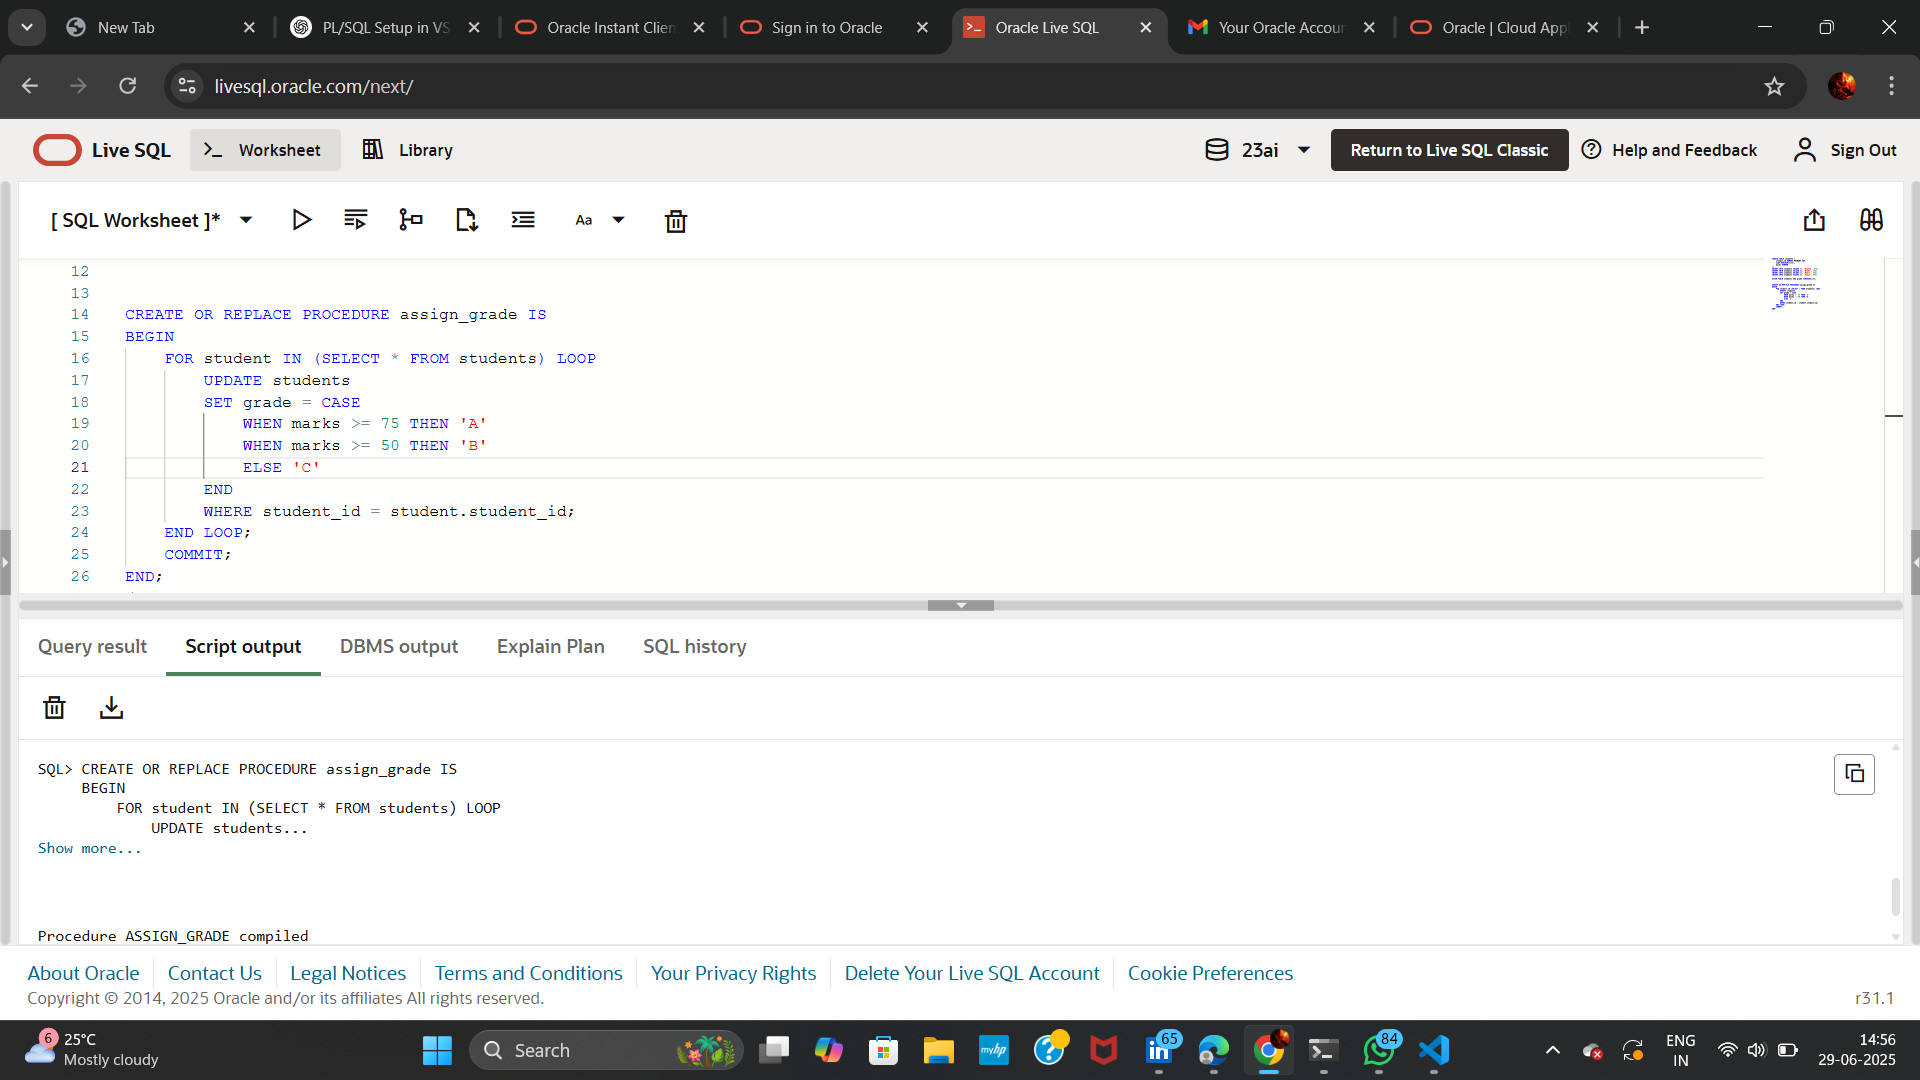 New Tab
PL/SQL Setup in VS
Oracle Instant Clien
Sign in to Oracle
Oracle Live SQL
Your Oracle Accour
Oracle | Cloud Appl
livesql.oracle.com/next/
Live SQL
Worksheet
Library
23ai
Return to Live SQL Classic
Help and Feedback
Sign Out
[ SQL Worksheet ]*
Aa
12
13
14 CREATE OR REPLACE PROCEDURE assign_grade IS
15 BEGIN
16 FOR student IN (SELECT * FROM students) LOOP
17 UPDATE students
18 SET grade = CASE
19 WHEN marks >= 75 THEN 'A'
20 WHEN marks >= 50 THEN 'B'
21 ELSE 'C'
22 END
23 WHERE student_id = student.student_id;
24 END LOOP;
25 COMMIT;
26 END;
Query result
Script output
DBMS output
Explain Plan
SQL history
SQL> CREATE OR REPLACE PROCEDURE assign_grade IS
BEGIN
FOR student IN (SELECT * FROM students) LOOP
UPDATE students...
Show more...
Procedure ASSIGN_GRADE compiled
About Oracle
Contact Us
Legal Notices
Terms and Conditions
Your Privacy Rights
Delete Your Live SQL Account
Cookie Preferences
Copyright © 2014, 2025 Oracle and/or its affiliates All rights reserved.
r31.1
6
25°C
Mostly cloudy
Search
myhp
65
84
ENG
IN
14:56
29-06-2025